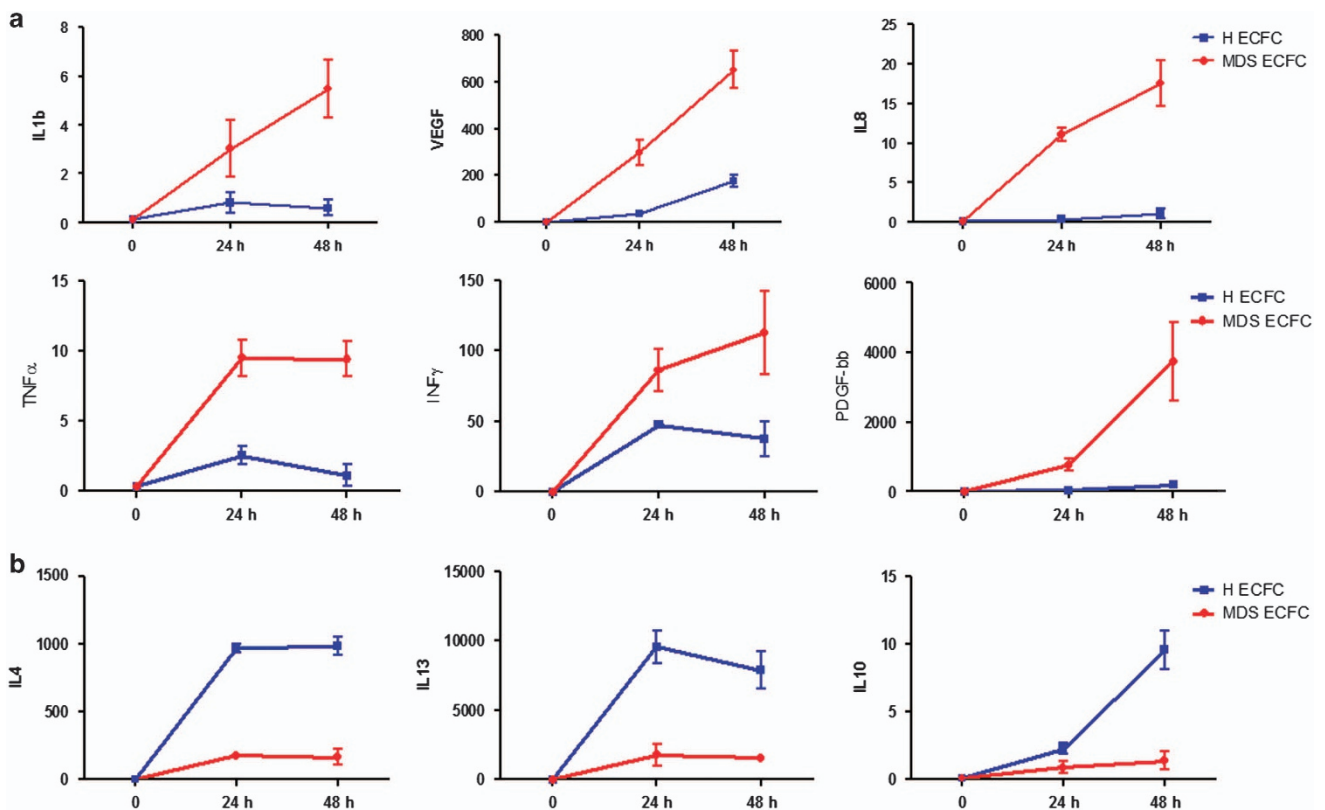 a
IL1b
8
6
4
2
0
0 24 h 48 h
VEGF
800
600
400
200
0
0 24 h 48 h
IL8
25
20
15
10
5
0
0 24 h 48 h
H ECFC
MDS ECFC
TNFα
15
10
5
0
0 24 h 48 h
INFγ
150
100
50
0
0 24 h 48 h
PDGF-bb
6000
4000
2000
0
0 24 h 48 h
H ECFC
MDS ECFC
b
IL4
1500
1000
500
0
0 24 h 48 h
IL13
15000
10000
5000
0
0 24 h 48 h
IL10
15
10
5
0
0 24 h 48 h
H ECFC
MDS ECFC